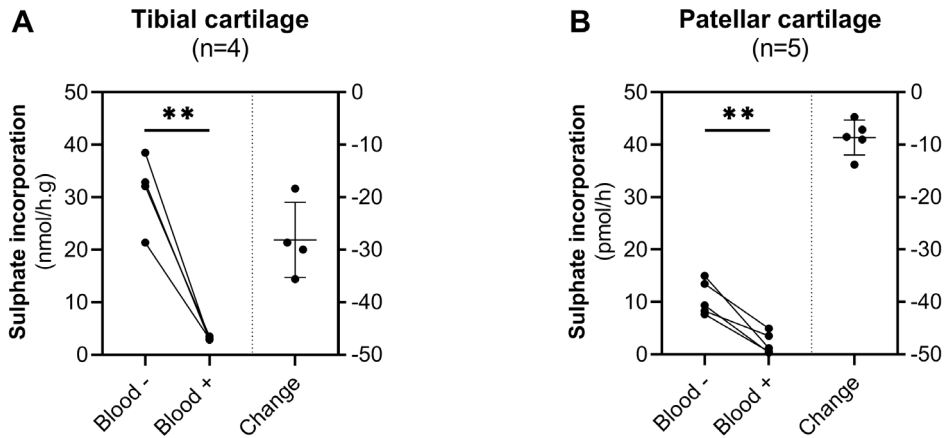 A
Tibial cartilage
(n=4)
Sulphate incorporation
(nmol/h.g)
50
40
30
20
10
0
**
0
-10
-20
-30
-40
-50
Blood -
Blood +
Change
B
Patellar cartilage
(n=5)
Sulphate incorporation
(pmol/h)
50
40
30
20
10
0
**
0
-10
-20
-30
-40
-50
Blood -
Blood +
Change